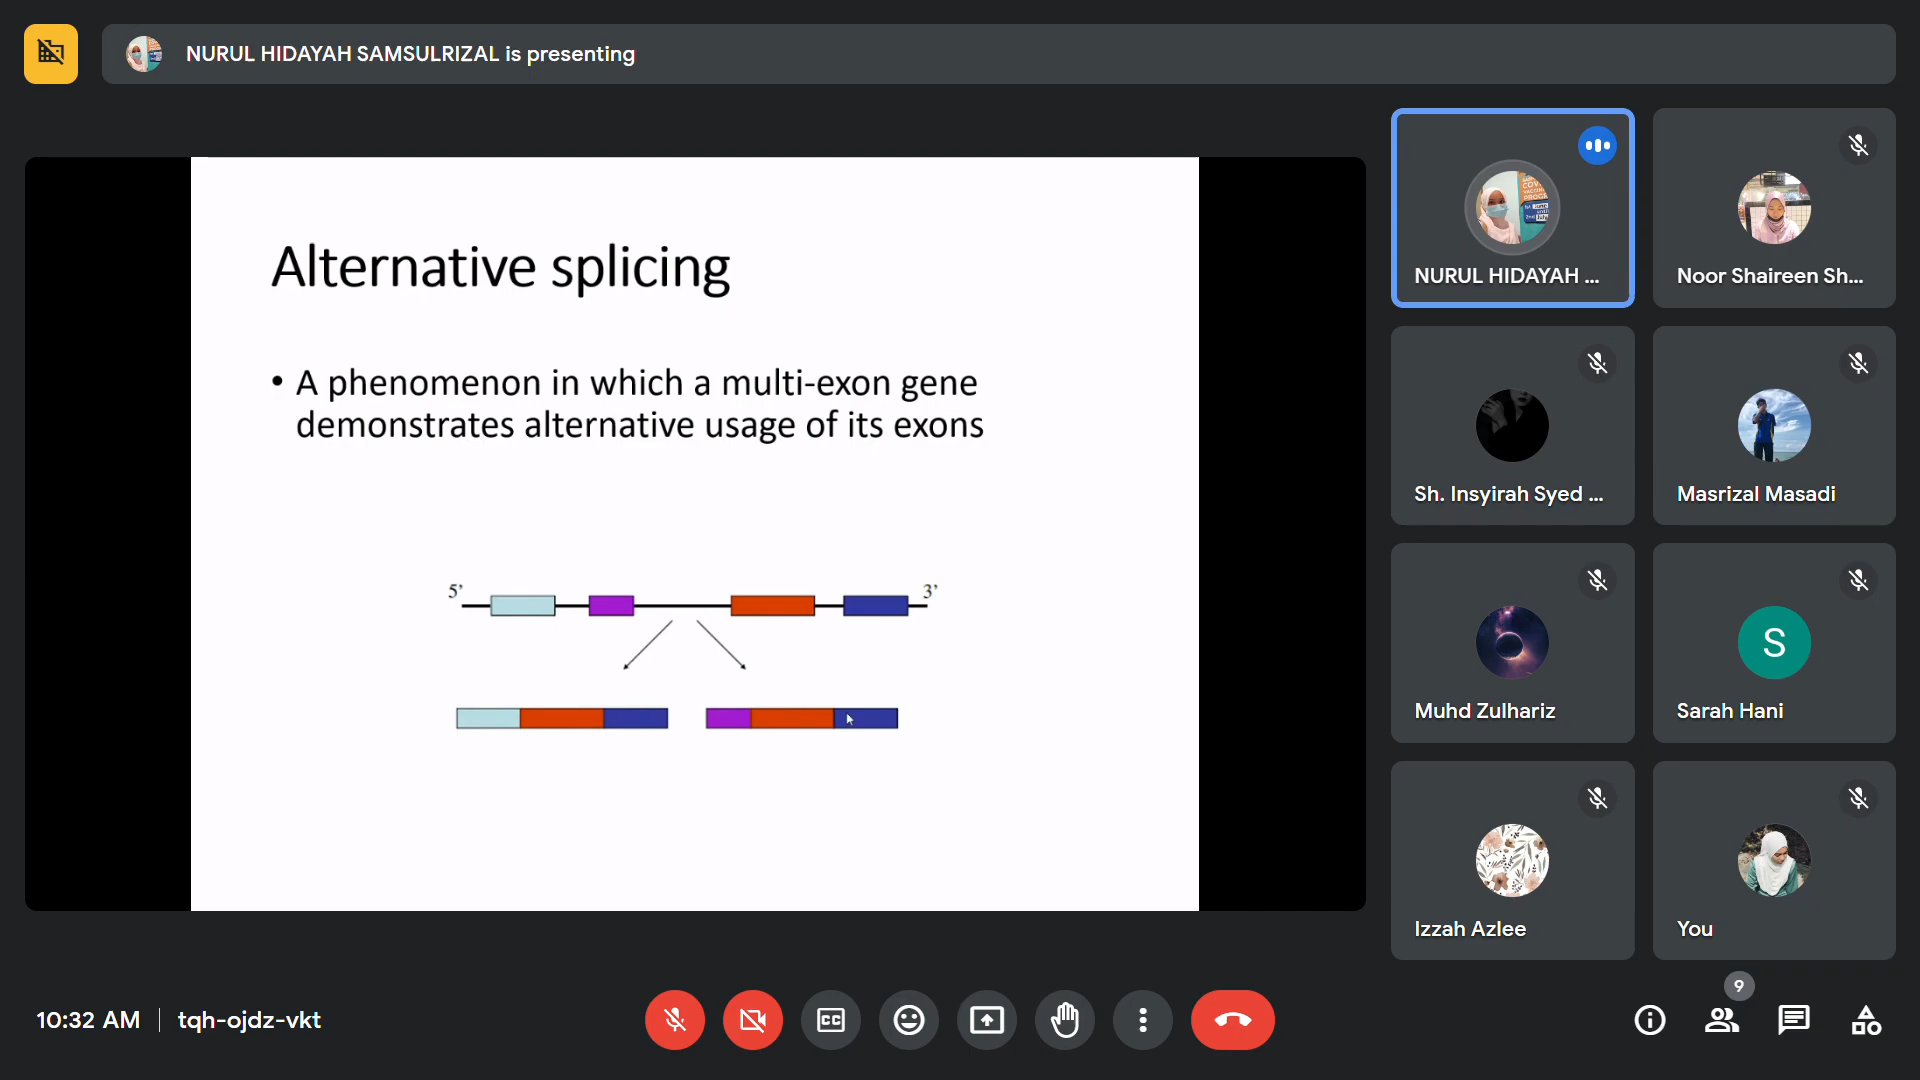 NURUL HIDAYAH SAMSULRIZAL is presenting
Alternative splicing
• A phenomenon in which a multi-exon gene
demonstrates alternative usage of its exons
5’
3’
NURUL HIDAYAH ...
Noor Shaireen Sh...
Sh. Insyirah Syed ...
Masrizal Masadi
Muhd Zulhariz
S
Sarah Hani
Izzah Azlee
You
10:32 AM | tqh-ojdz-vkt
CC
9